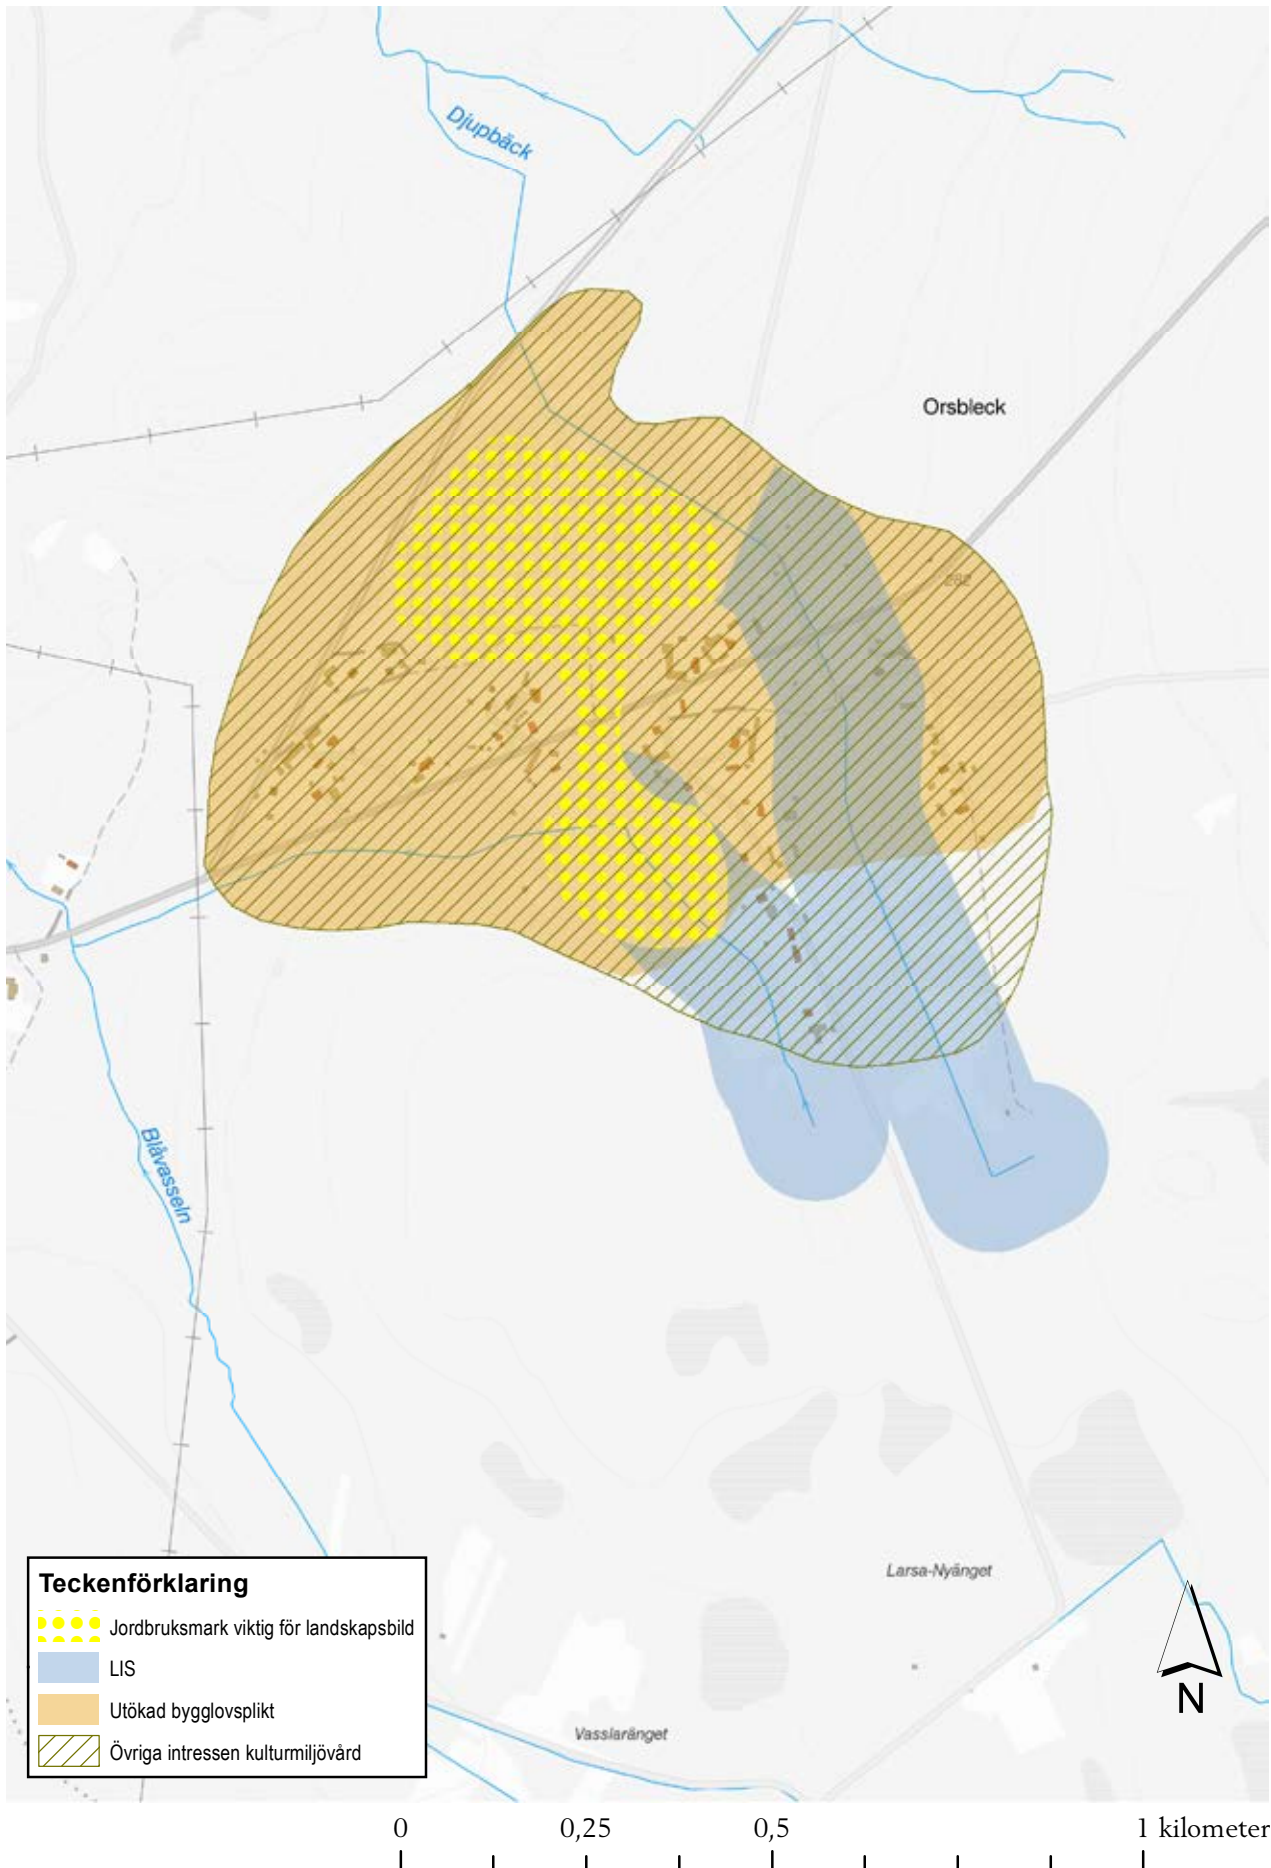 Djupbäck
Orsbleck
282
Blåvasseln
Larsa-Nyänget
Vasslaränget
N
Teckenförklaring
Jordbruksmark viktig för landskapsbild
LIS
Utökad bygglovsplikt
Övriga intressen kulturmiljövård
0 0,25 0,5 1 kilometer